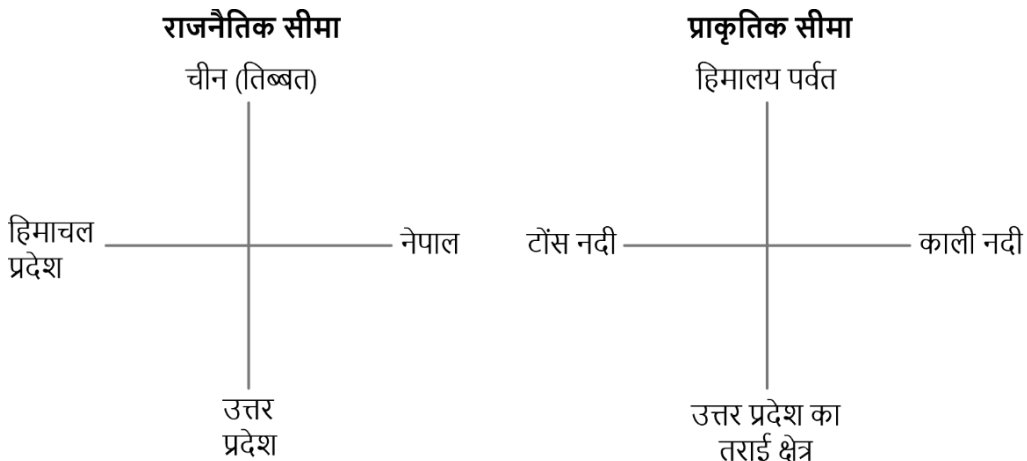 राजनैतिक सीमा
चीन (तिब्बत)
हिमाचल
प्रदेश
नेपाल
उत्तर
प्रदेश
प्राकृतिक सीमा
हिमालय पर्वत
टोंस नदी
काली नदी
उत्तर प्रदेश का
तराई क्षेत्र